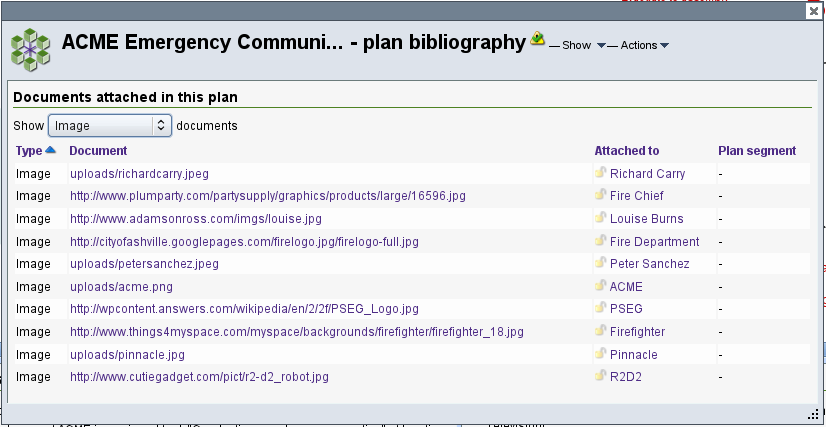 ACME Emergency Communi... - plan bibliography — Show — Actions
Documents attached in this plan
Show Image documents
Type Document Attached to Plan segment
Image uploads/richardcarry.jpeg Richard Carry -
Image http://www.plumparty.com/partysupply/graphics/products/large/16596.jpg Fire Chief -
Image http://www.adamsonross.com/imgs/louise.jpg Louise Burns -
Image http://cityofashville.googlepages.com/firelogo.jpg/firelogo-full.jpg Fire Department -
Image uploads/petersanchez.jpeg Peter Sanchez -
Image uploads/acme.png ACME -
Image http://wpcontent.answers.com/wikipedia/en/2/2f/PSEG_Logo.jpg PSEG -
Image http://www.things4myspace.com/myspace/backgrounds/firefighter/firefighter_18.jpg Firefighter -
Image uploads/pinnacle.jpg Pinnacle -
Image http://www.cutiegadget.com/pict/r2-d2_robot.jpg R2D2 -